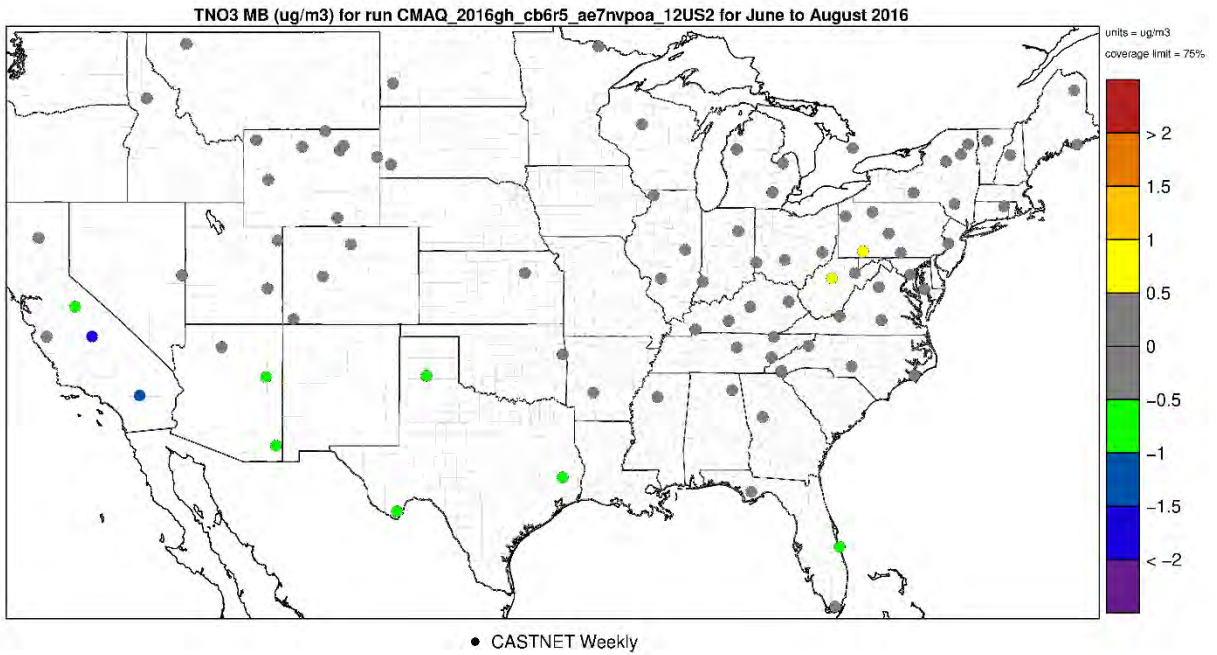 TNO3 MB (ug/m3) for run CMAQ_2016gh_cb6r5_ae7nvpoa_12US2 for June to August 2016
units = ug/m3
coverage limit = 75%
> 2
1.5
1
0.5
0
−0.5
−1
−1.5
< −2
CASTNET Weekly